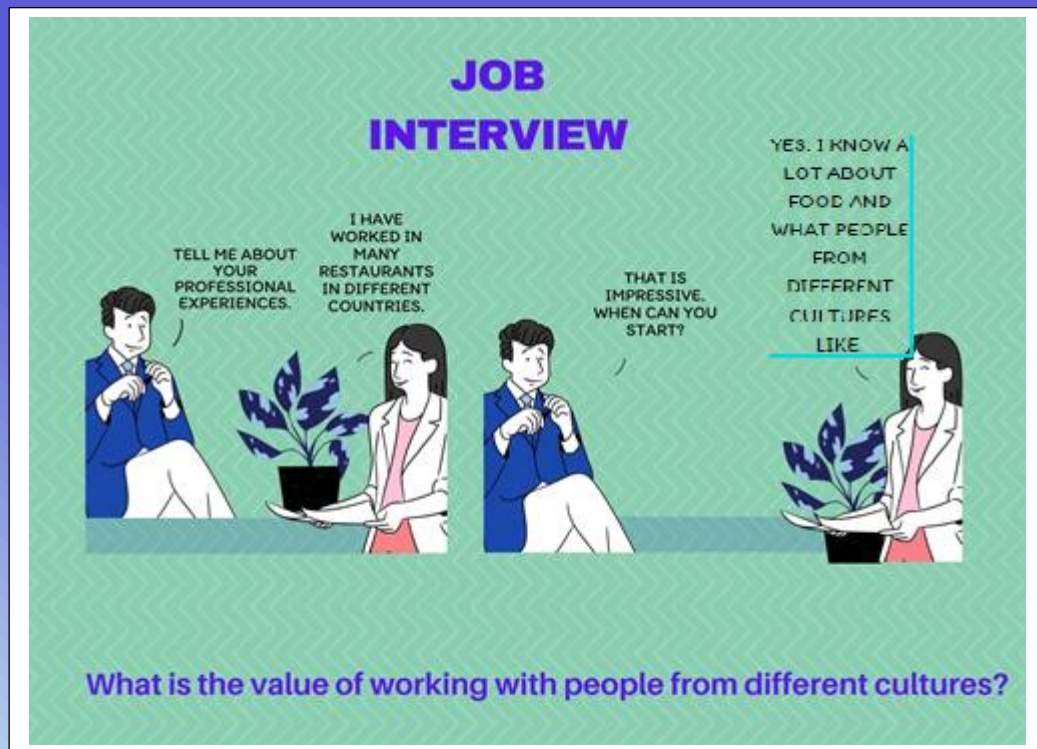 JOB
INTERVIEW
TELL ME ABOUT
YOUR
PROFESSIONAL
EXPERIENCES.
I HAVE
WORKED IN
MANY
RESTAURANTS
IN DIFFERENT
COUNTRIES.
THAT IS
IMPRESSIVE.
WHEN CAN YOU
START?
YES. I KNOW A
LOT ABOUT
FOOD AND
WHAT PEOPLE
FROM
DIFFERENT
CULTURES
LIKE
What is the value of working with people from different cultures?